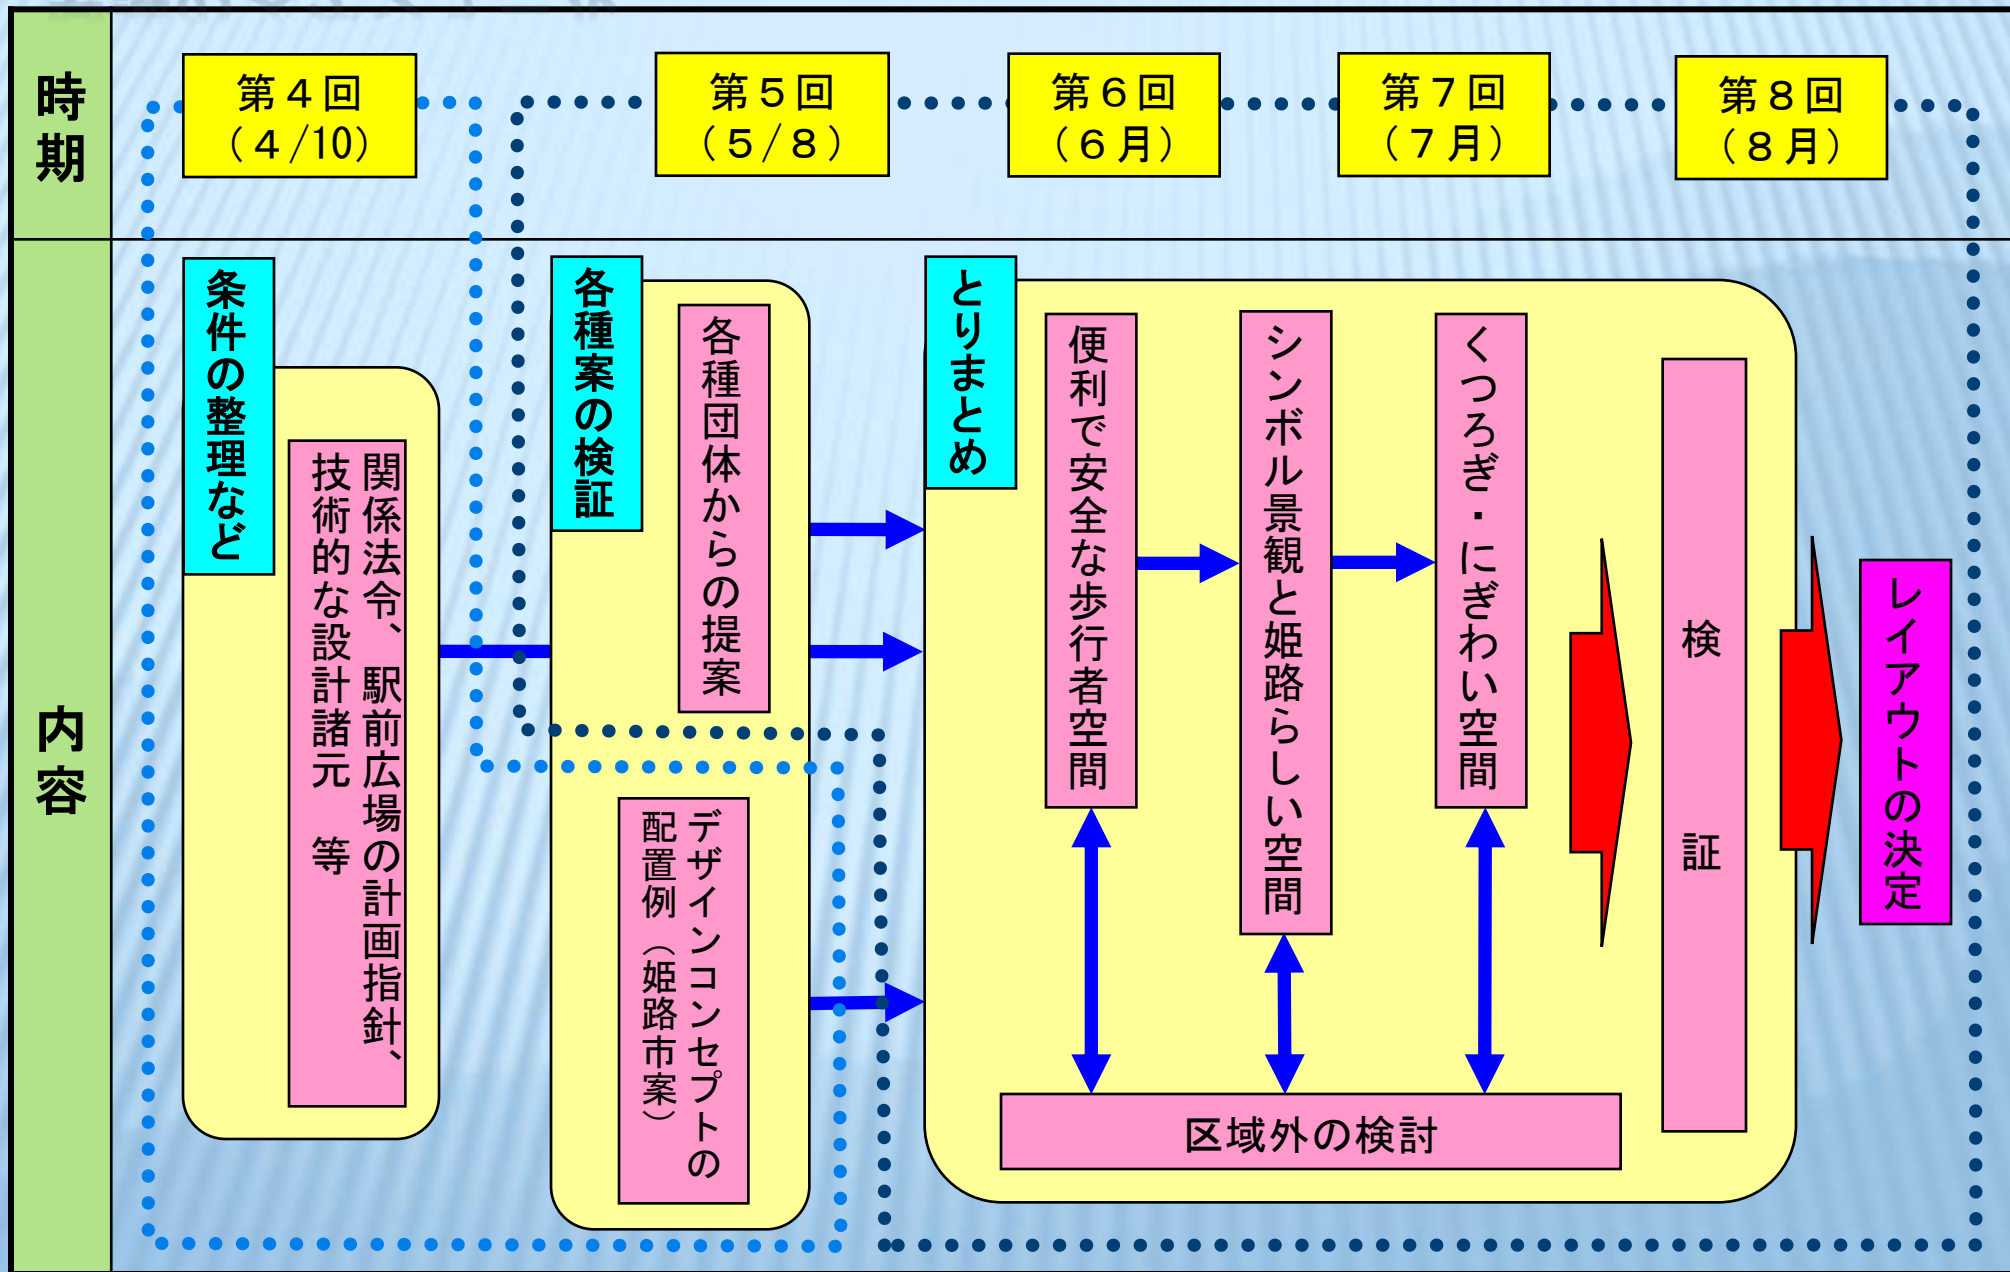 時期
第４回
（４/10）
第５回
（５/８）
第６回
（６月）
第７回
（７月）
第８回
（８月）
内容
条件の整理など
関係法令、駅前広場の計画指針、
技術的な設計諸元　等
各種案の検証
各種団体からの提案
デザインコンセプトの
配置例（姫路市案）
とりまとめ
便利で安全な歩行者空間
シンボル景観と姫路らしい空間
くつろぎ・にぎわい空間
区域外の検討
検証
レイアウトの決定